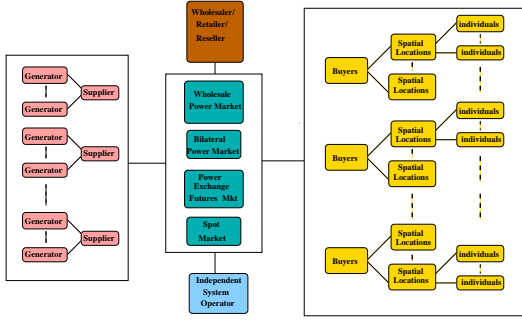 Wholesaler/
Retailer/
Reseller
Generator
Supplier
Generator
Generator
Supplier
Generator
Generator
Supplier
Generator
Wholesale
Power Market
Bilateral
Power Market
Power
Exchange
Futures Mkt
Spot
Market
Independent
System
Operator
Buyers
Spatial
Locations
individuals
individuals
Spatial
Locations
Buyers
Spatial
Locations
individuals
individuals
Spatial
Locations
Buyers
Spatial
Locations
Spatial
Locations
individuals
individuals